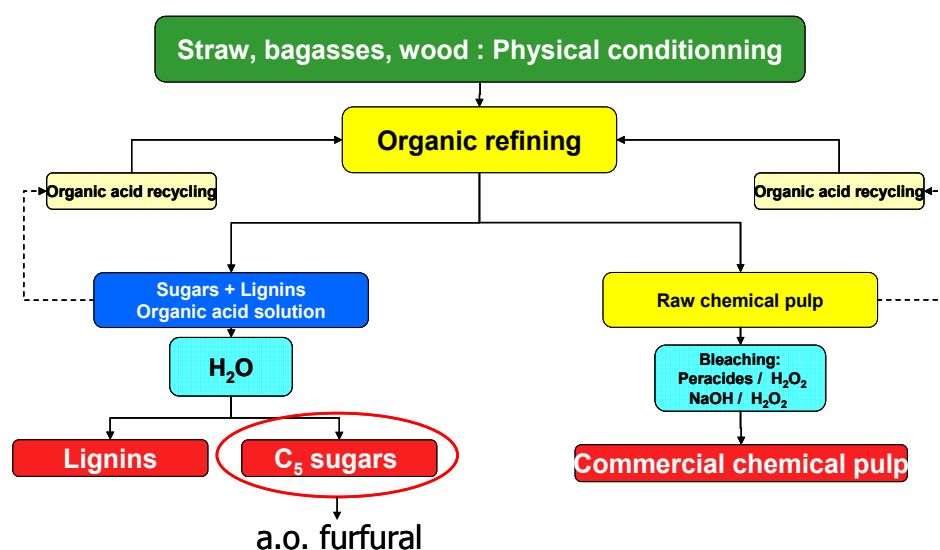 Straw, bagasses, wood : Physical conditionning
Organic refining
Organic acid recycling
Organic acid recycling
Sugars + Lignins
Organic acid solution
Raw chemical pulp
H₂O
Bleaching:
Peracides / H₂O₂
NaOH / H₂O₂
Lignins
C₅ sugars
Commercial chemical pulp
a.o. furfural